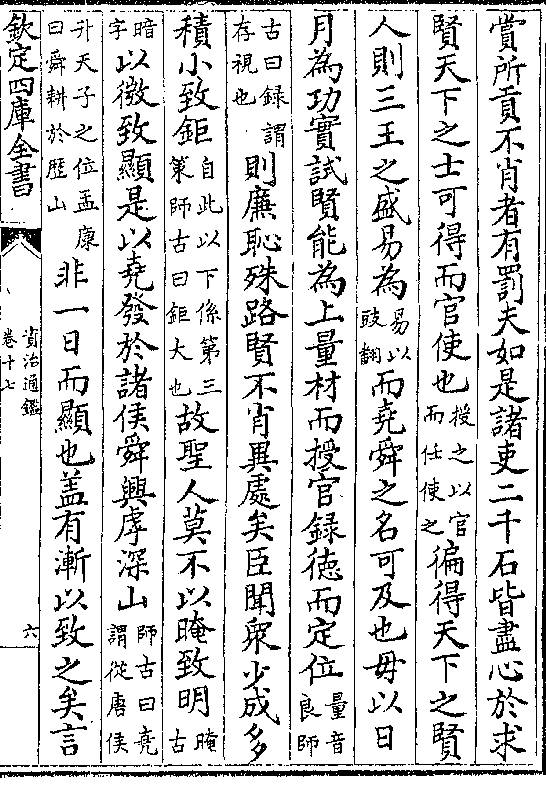 賞所貢不肖者有罰夫如是諸吏二千石皆盡心於求
賢天下之士可得而官使也授之以官而任使之徧得天下之賢
人則三王之盛易為易以豉翻而堯舜之名可及也毋以日
月為功實試賢能為上量材而授官録徳而定位量音良師
古曰録謂存視也則廉恥殊路賢不肖異處矣臣聞衆少成多
積小致鉅自此以下係第三策師古曰鉅大也故聖人莫不以晻致明晻古
暗字以微致顯是以堯發於諸侯舜興虖深山師古曰堯謂從唐侯
升天子之位孟康曰舜耕於歴山非一日而顯也盖有漸以致之矣言
欽定四庫全書
資治通鑑
卷十七
六